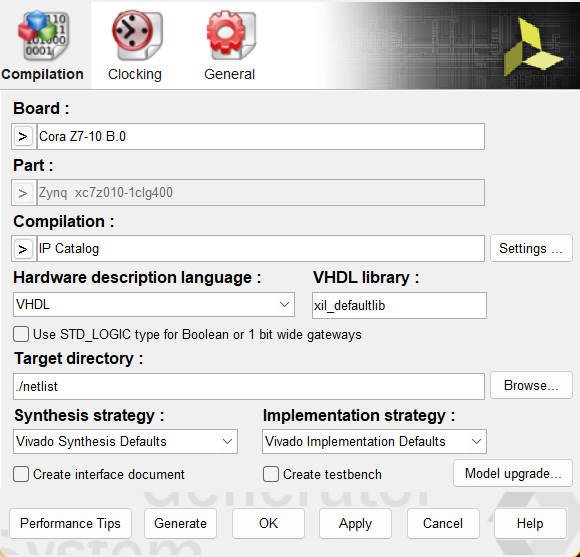 Compilation
Clocking
General
Board :
> Cora Z7-10 B.0
Part :
> Zynq xc7z010-1clg400
Compilation :
> IP Catalog
Settings ...
Hardware description language :
VHDL library :
VHDL
xil_defaultlib
Use STD_LOGIC type for Boolean or 1 bit wide gateways
Target directory :
./netlist
Browse...
Synthesis strategy :
Implementation strategy :
Vivado Synthesis Defaults
Vivado Implementation Defaults
Create interface document
Create testbench
Model upgrade...
Generator
Performance Tips
Generate
OK
Apply
Cancel
Help
System